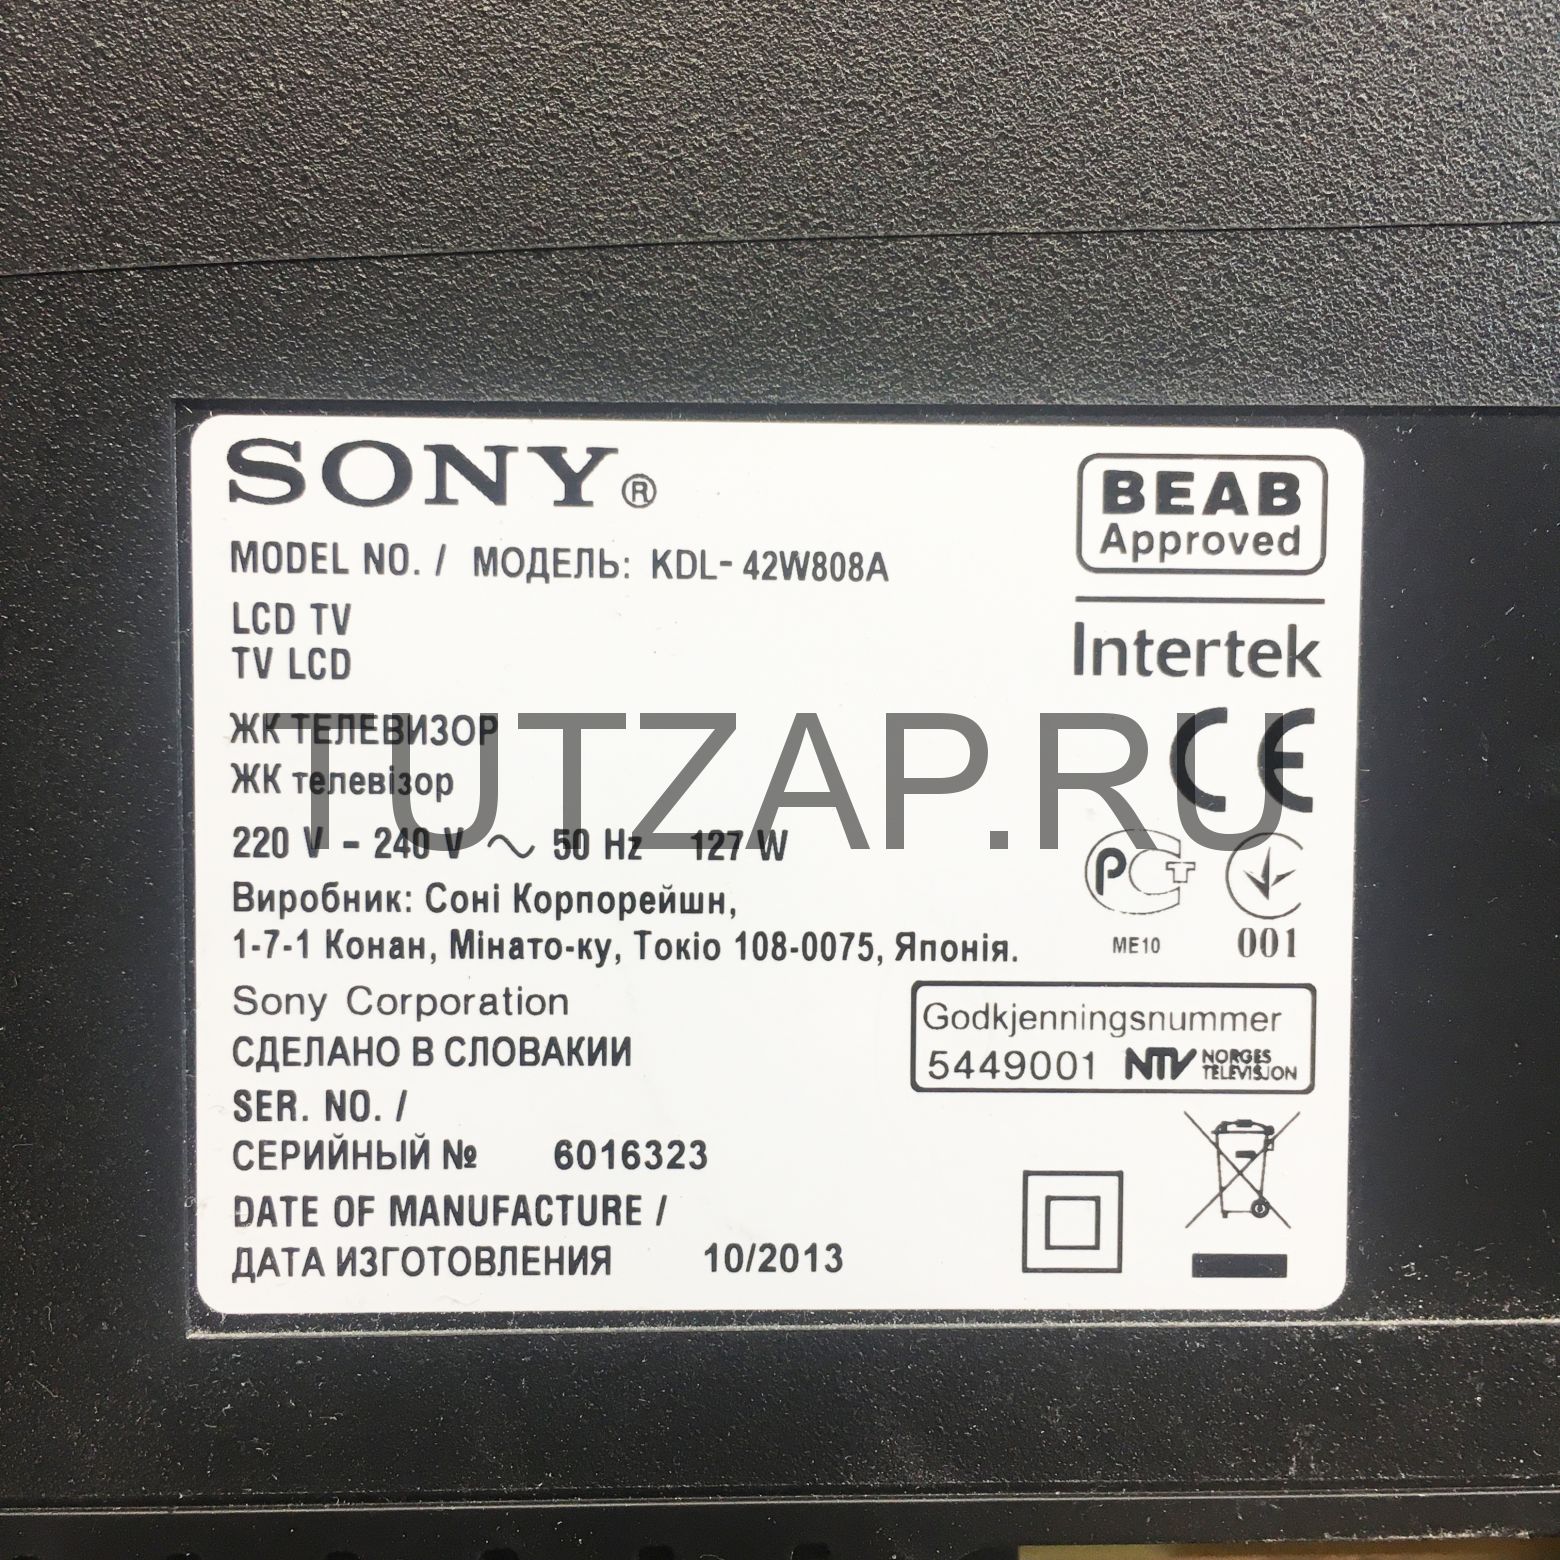 SONY®
MODEL NO. / МОДЕЛЬ: KDL- 42W808A
LCD TV
TV LCD
ЖК ТЕЛЕВИЗОР
ЖК телевізор
220 V - 240 V ~ 50 Hz 127 W
Виробник: Соні Корпорейшн,
1-7-1 Конан, Мінато-ку, Токіо 108-0075, Японія.
Sony Corporation
СДЕЛАНО В СЛОВАКИИ
SER. NO. /
СЕРИЙНЫЙ № 6016323
DATE OF MANUFACTURE /
ДАТА ИЗГОТОВЛЕНИЯ 10/2013
BEAB
Approved
Intertek
CE
РСТ
ME10 001
Godkjenningsnummer
5449001 NTV NORGES
TELEVISJON
TUTZAP.RU